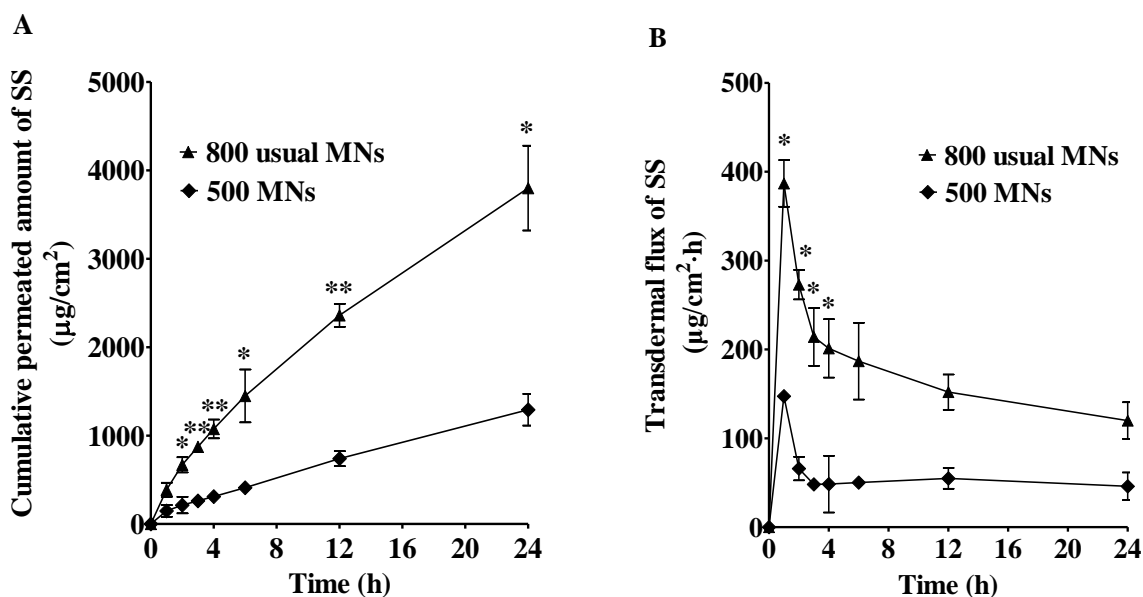 A
Cumulative permeated amount of SS
(μg/cm²)
5000
4000
3000
2000
1000
0
800 usual MNs
500 MNs
*
**
**
*
**
*
0 4 8 12 16 20 24
Time (h)
B
Transdermal flux of SS
(μg/cm²·h)
500
400
300
200
100
0
800 usual MNs
500 MNs
*
*
*
*
0 4 8 12 16 20 24
Time (h)